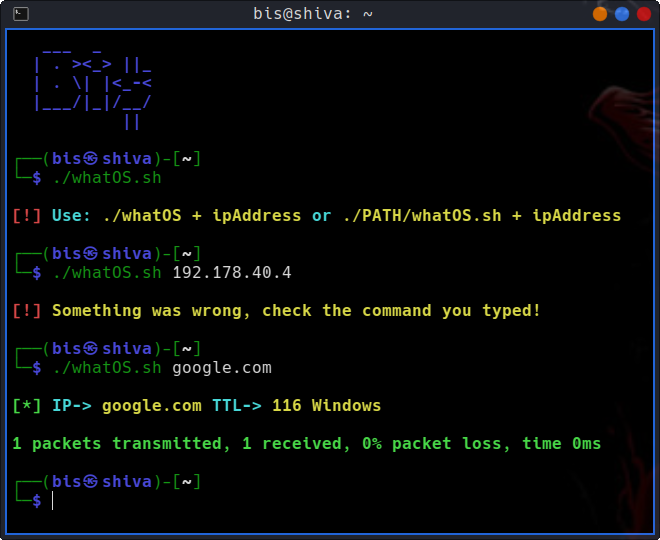 bis@shiva: ~
 ___  _
| . ><_> ||_
| . \| |<_-<
|___/|_|/__/
         ||
┌──(bis㉿shiva)-[~]
└─$ ./whatOS.sh
[!] Use: ./whatOS + ipAddress or ./PATH/whatOS.sh + ipAddress
┌──(bis㉿shiva)-[~]
└─$ ./whatOS.sh 192.178.40.4
[!] Something was wrong, check the command you typed!
┌──(bis㉿shiva)-[~]
└─$ ./whatOS.sh google.com
[*] IP-> google.com TTL-> 116 Windows
1 packets transmitted, 1 received, 0% packet loss, time 0ms
┌──(bis㉿shiva)-[~]
└─$